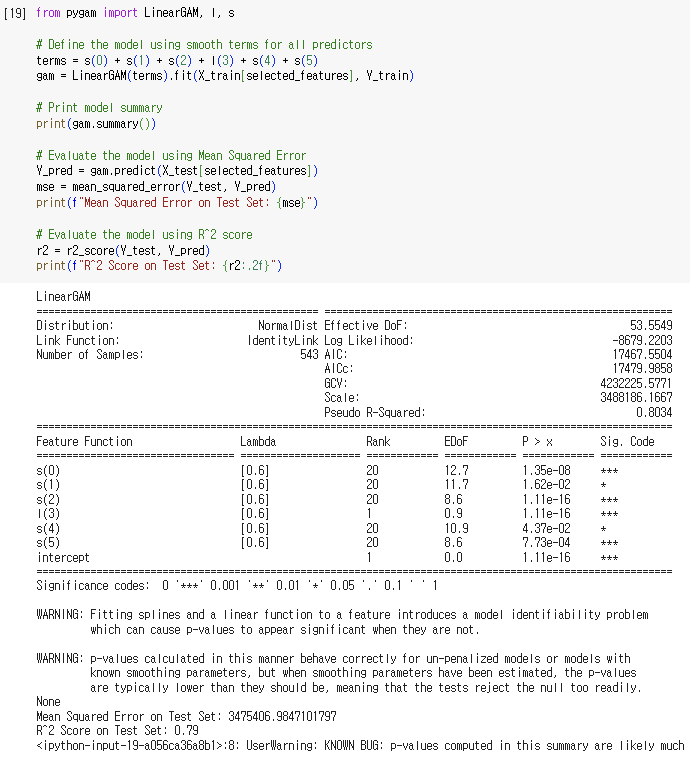 [19] from pygam import LinearGAM, l, s
# Define the model using smooth terms for all predictors
terms = s(0) + s(1) + s(2) + l(3) + s(4) + s(5)
gam = LinearGAM(terms).fit(X_train[selected_features], Y_train)
# Print model summary
print(gam.summary())
# Evaluate the model using Mean Squared Error
Y_pred = gam.predict(X_test[selected_features])
mse = mean_squared_error(Y_test, Y_pred)
print(f"Mean Squared Error on Test Set: {mse}")
# Evaluate the model using R^2 score
r2 = r2_score(Y_test, Y_pred)
print(f"R^2 Score on Test Set: {r2:.2f}")
LinearGAM
=============================================== ==========================================================
Distribution: NormalDist Effective DoF: 53.5549
Link Function: IdentityLink Log Likelihood: -8679.2203
Number of Samples: 543 AIC: 17467.5504
AICc: 17479.9858
GCV: 4232225.5771
Scale: 3488186.1667
Pseudo R-Squared: 0.8034
==========================================================================================================
Feature Function Lambda Rank EDoF P > x Sig. Code
================================= ==================== ============ ============ ============ ============
s(0) [0.6] 20 12.7 1.35e-08 ***
s(1) [0.6] 20 11.7 1.62e-02 *
s(2) [0.6] 20 8.6 1.11e-16 ***
l(3) [0.6] 1 0.9 1.11e-16 ***
s(4) [0.6] 20 10.9 4.37e-02 *
s(5) [0.6] 20 8.6 7.73e-04 ***
intercept 1 0.0 1.11e-16 ***
==========================================================================================================
Significance codes: 0 '***' 0.001 '**' 0.01 '*' 0.05 '.' 0.1 ' ' 1
WARNING: Fitting splines and a linear function to a feature introduces a model identifiability problem
which can cause p-values to appear significant when they are not.
WARNING: p-values calculated in this manner behave correctly for un-penalized models or models with
known smoothing parameters, but when smoothing parameters have been estimated, the p-values
are typically lower than they should be, meaning that the tests reject the null too readily.
None
Mean Squared Error on Test Set: 3475406.9847101797
R^2 Score on Test Set: 0.79
<ipython-input-19-a056ca36a8b1>:8: UserWarning: KNOWN BUG: p-values computed in this summary are likely much